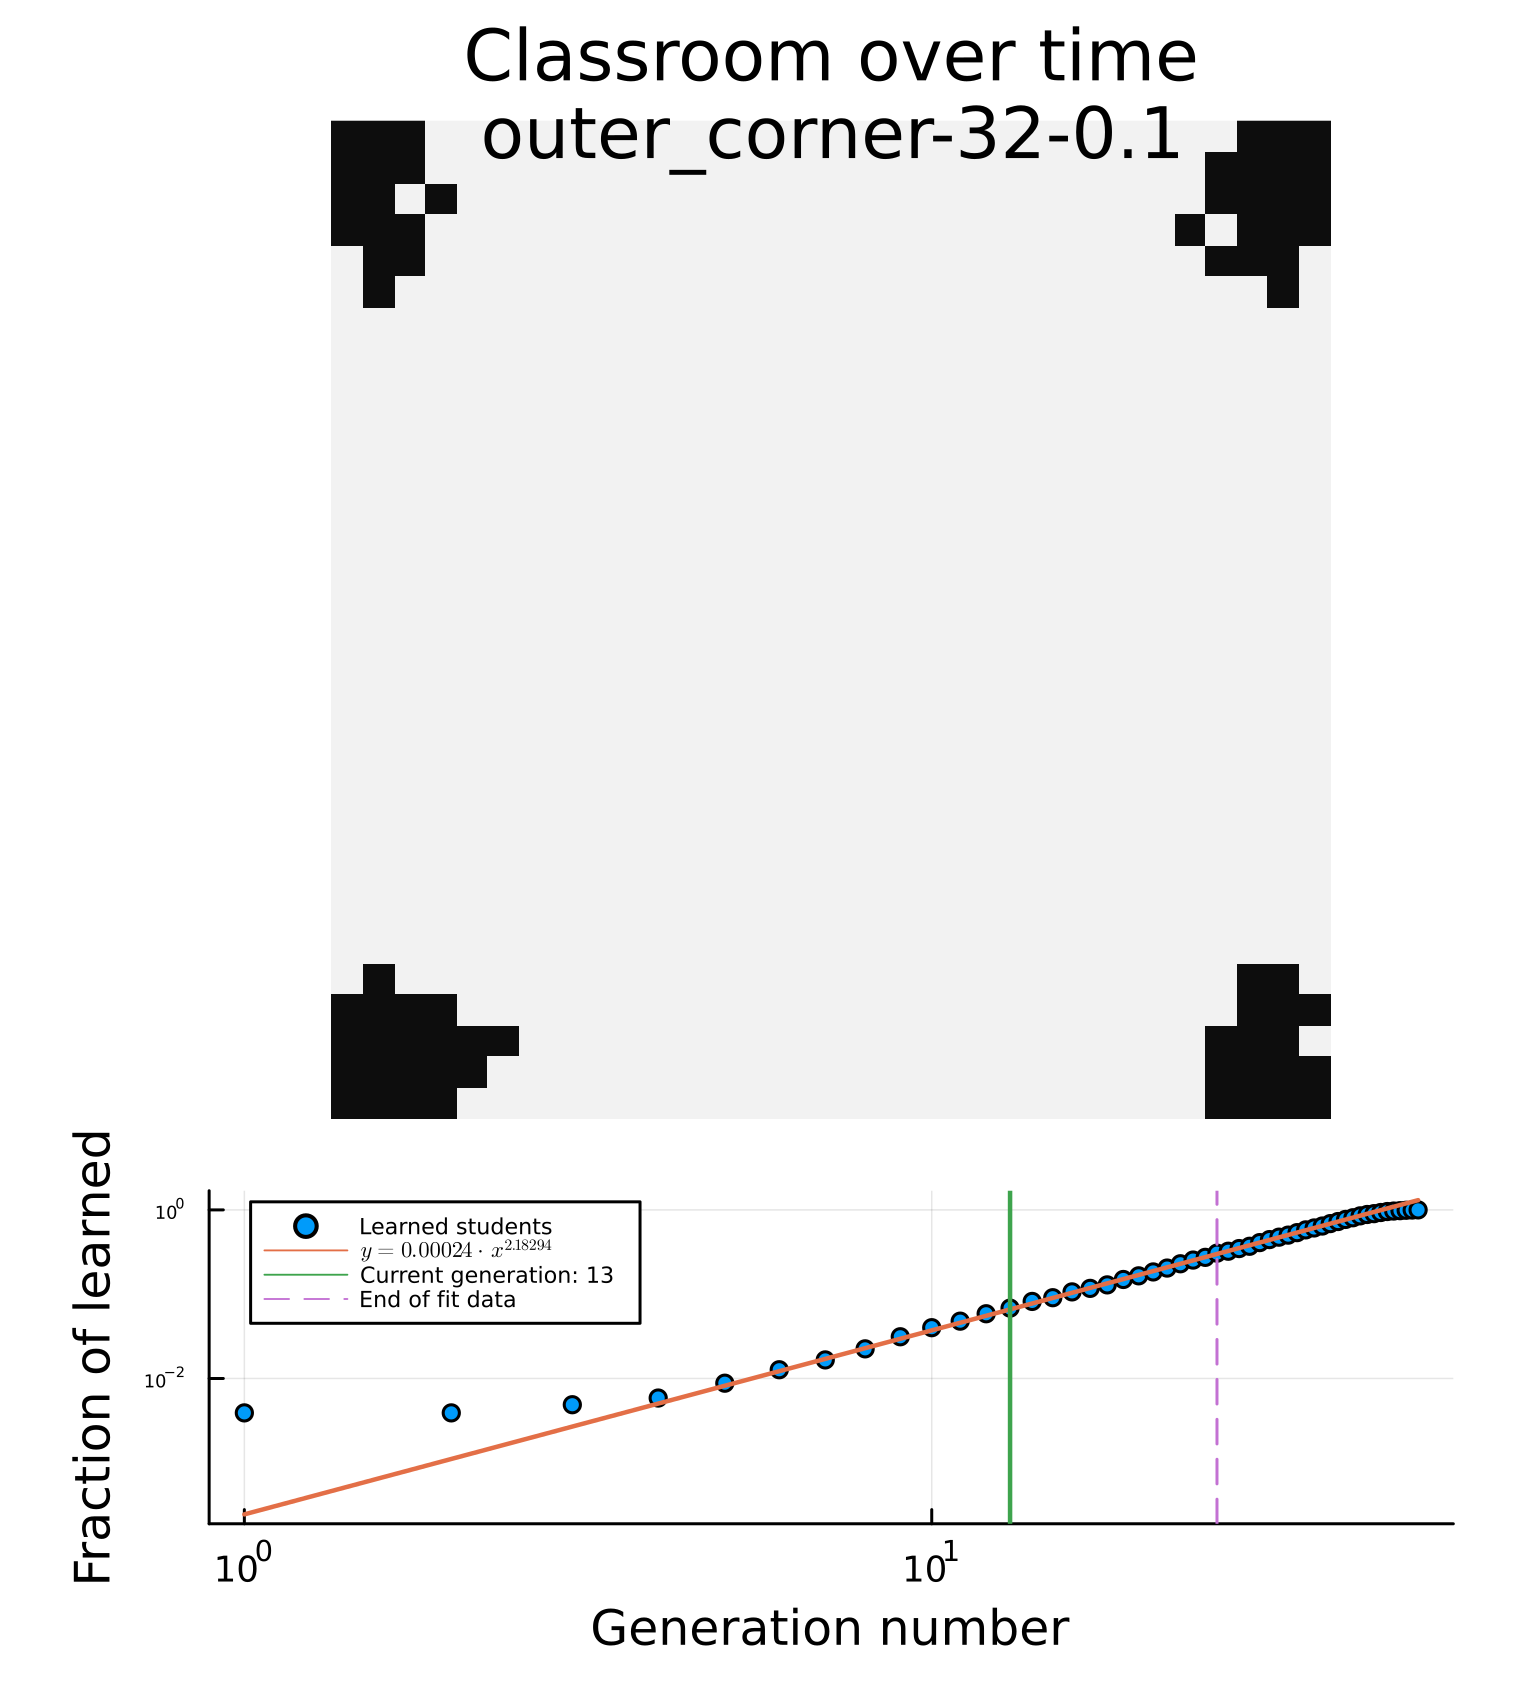 Classroom over time
outer_corner-32-0.1
Fraction of learned
10^0
10^−2
Learned students
y = 0.00024 · x^2.18294
Current generation: 13
End of fit data
10^0
10^1
Generation number